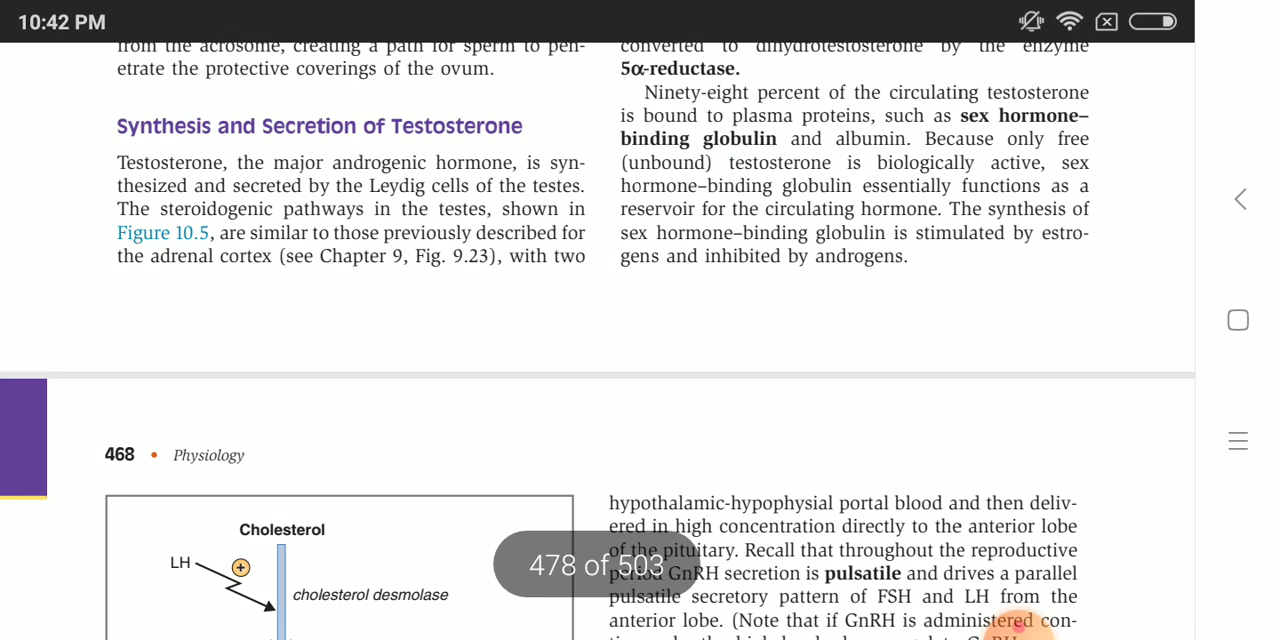 10:42 PM
from the acrosome, creating a path for sperm to pen-
etrate the protective coverings of the ovum.
Synthesis and Secretion of Testosterone
Testosterone, the major androgenic hormone, is syn-
thesized and secreted by the Leydig cells of the testes.
The steroidogenic pathways in the testes, shown in
Figure 10.5, are similar to those previously described for
the adrenal cortex (see Chapter 9, Fig. 9.23), with two
converted to dihydrotestosterone by the enzyme
5α-reductase.
Ninety-eight percent of the circulating testosterone
is bound to plasma proteins, such as sex hormone–
binding globulin and albumin. Because only free
(unbound) testosterone is biologically active, sex
hormone–binding globulin essentially functions as a
reservoir for the circulating hormone. The synthesis of
sex hormone–binding globulin is stimulated by estro-
gens and inhibited by androgens.
468 • Physiology
Cholesterol
LH
+
cholesterol desmolase
hypothalamic-hypophysial portal blood and then deliv-
ered in high concentration directly to the anterior lobe
of the pituitary. Recall that throughout the reproductive
period GnRH secretion is pulsatile and drives a parallel
pulsatile secretory pattern of FSH and LH from the
anterior lobe. (Note that if GnRH is administered con-
478 of 503